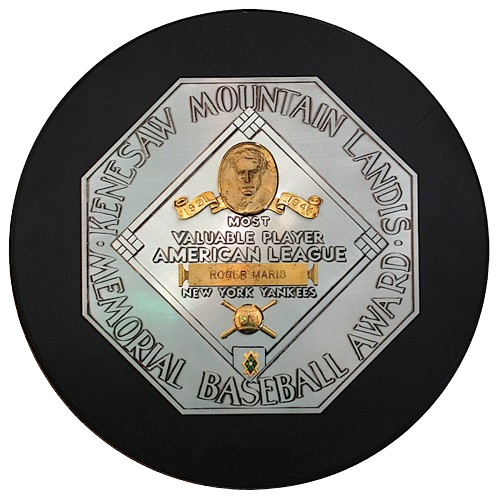 · KENESAW MOUNTAIN LANDIS ·
MEMORIAL BASEBALL AWARD
1921 1944
MOST
VALUABLE PLAYER
AMERICAN LEAGUE
ROGER MARIS
NEW YORK YANKEES